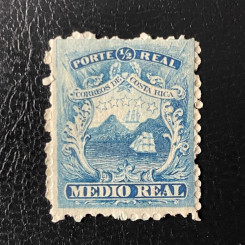 PORTE ½ REAL
CORREOS DE COSTA RICA
MEDIO REAL